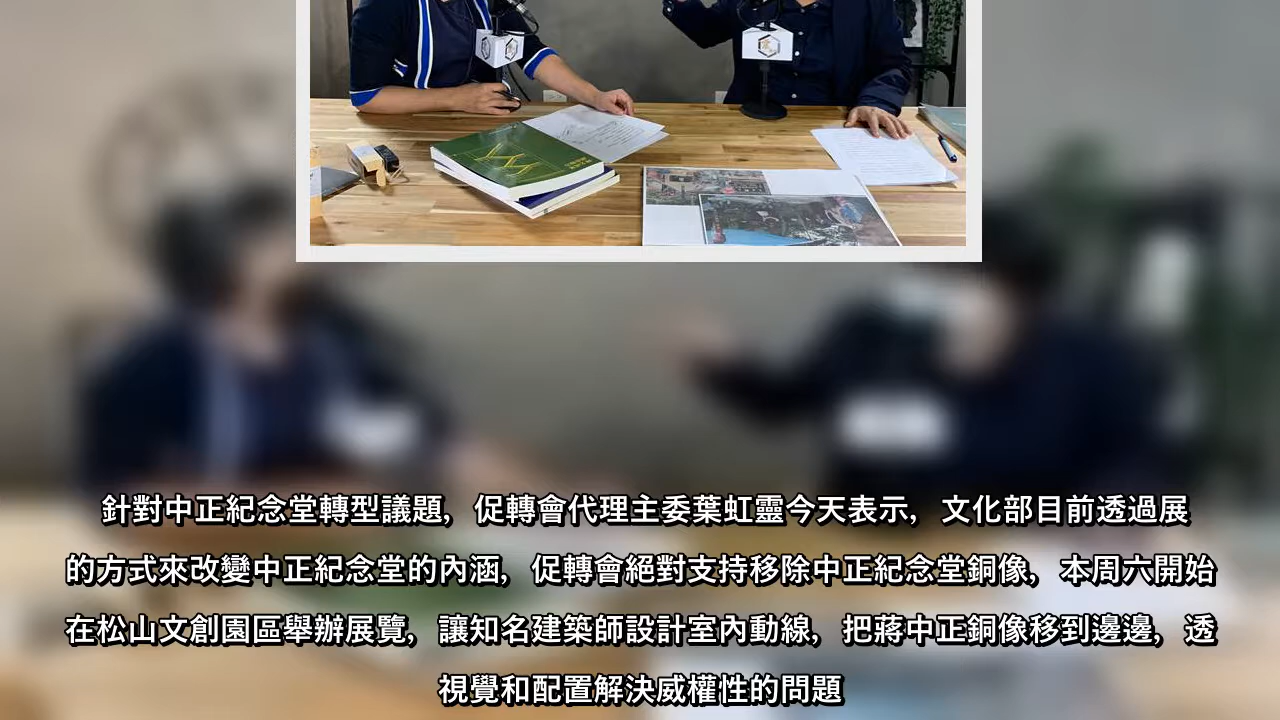 針對中正紀念堂轉型議題，促轉會代理主委葉虹靈今天表示，文化部目前透過展
的方式來改變中正紀念堂的內涵，促轉會絕對支持移除中正紀念堂銅像，本周六開始
在松山文創園區舉辦展覽，讓知名建築師設計室內動線，把蔣中正銅像移到邊邊，透
視覺和配置解決威權性的問題